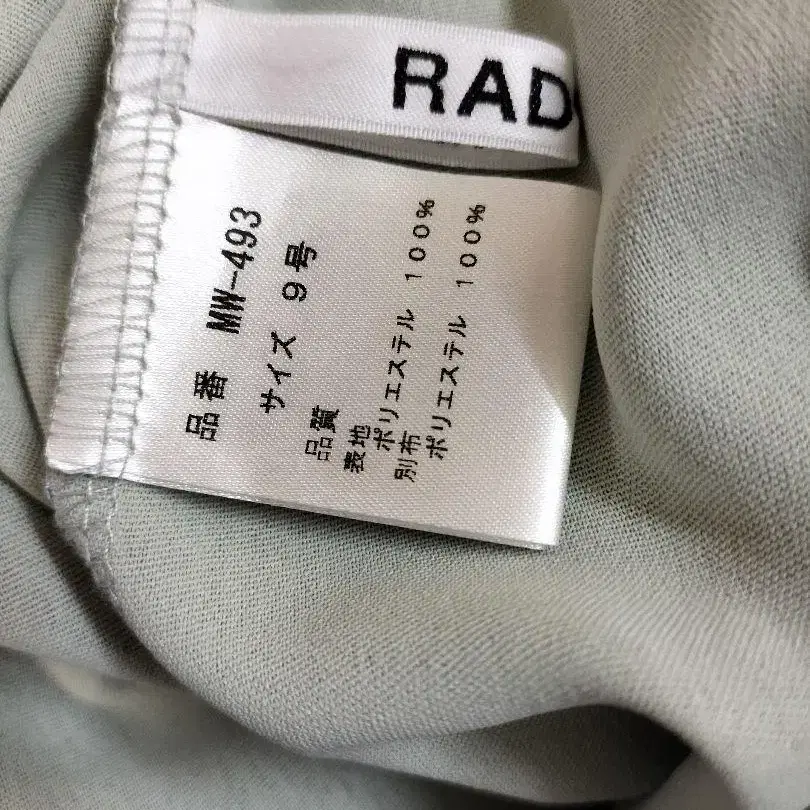 RAD
品番 MW-493
サイズ 9号
品質
表地
ポリエステル 100%
別布
ポリエステル 100%